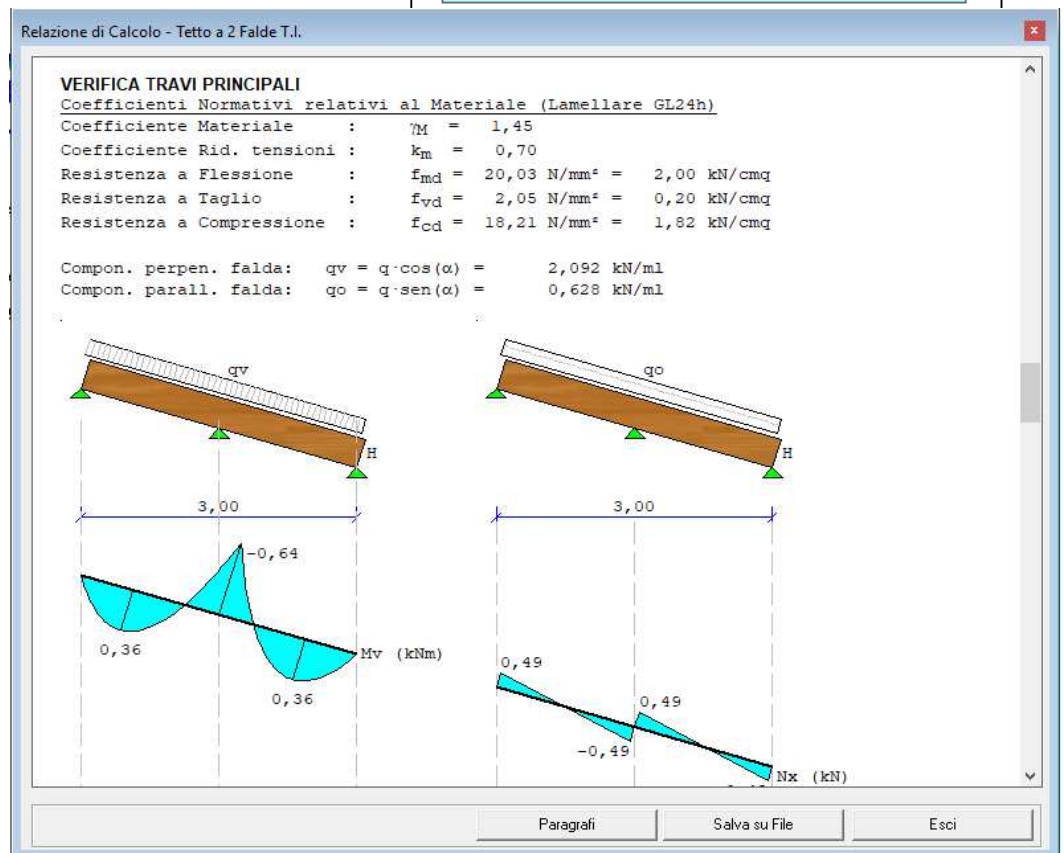 Relazione di Calcolo - Tetto a 2 Falde T.I.
VERIFICA TRAVI PRINCIPALI
Coefficienti Normativi relativi al Materiale (Lamellare GL24h)
Coefficiente Materiale : γM = 1,45
Coefficiente Rid. tensioni : km = 0,70
Resistenza a Flessione : fmd = 20,03 N/mm² = 2,00 kN/cmq
Resistenza a Taglio : fvd = 2,05 N/mm² = 0,20 kN/cmq
Resistenza a Compressione : fcd = 18,21 N/mm² = 1,82 kN/cmq
Compon. perpen. falda: qv = q·cos(α) = 2,092 kN/ml
Compon. parall. falda: qo = q·sen(α) = 0,628 kN/ml
qv qo
H H
3,00 3,00
-0,64
0,36 Mv (kNm) 0,49
0,36 0,49
-0,49
Nx (kN)
Paragrafi Salva su File Esci